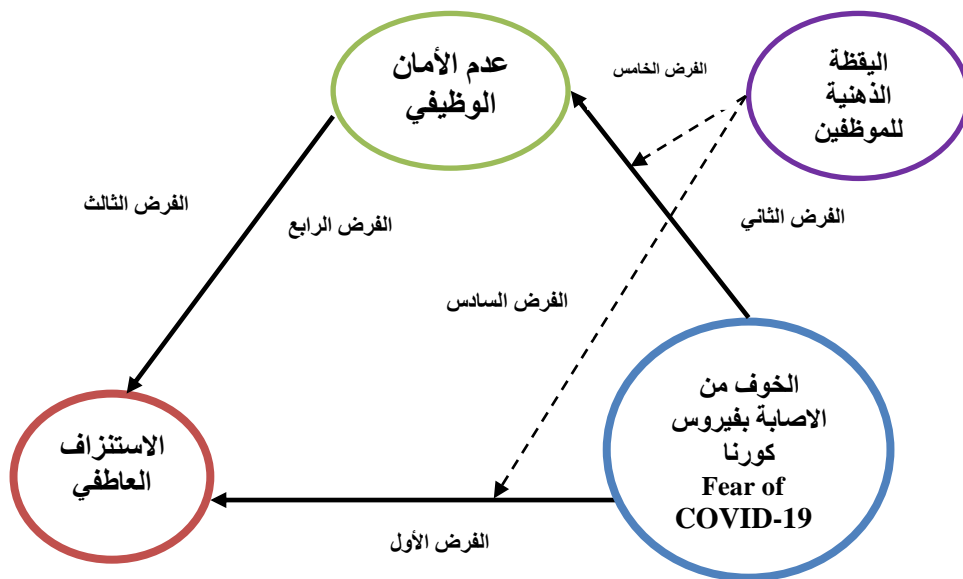 عدم الأمان
الوظيفي
اليقظة
الذهنية
للموظفين
الفرض الخامس
الفرض الثالث
الفرض الرابع
الفرض الثاني
الفرض السادس
الخوف من
الاصابة بفيروس
كورنا
Fear of
COVID-19
الاستنزاف
العاطفي
الفرض الأول